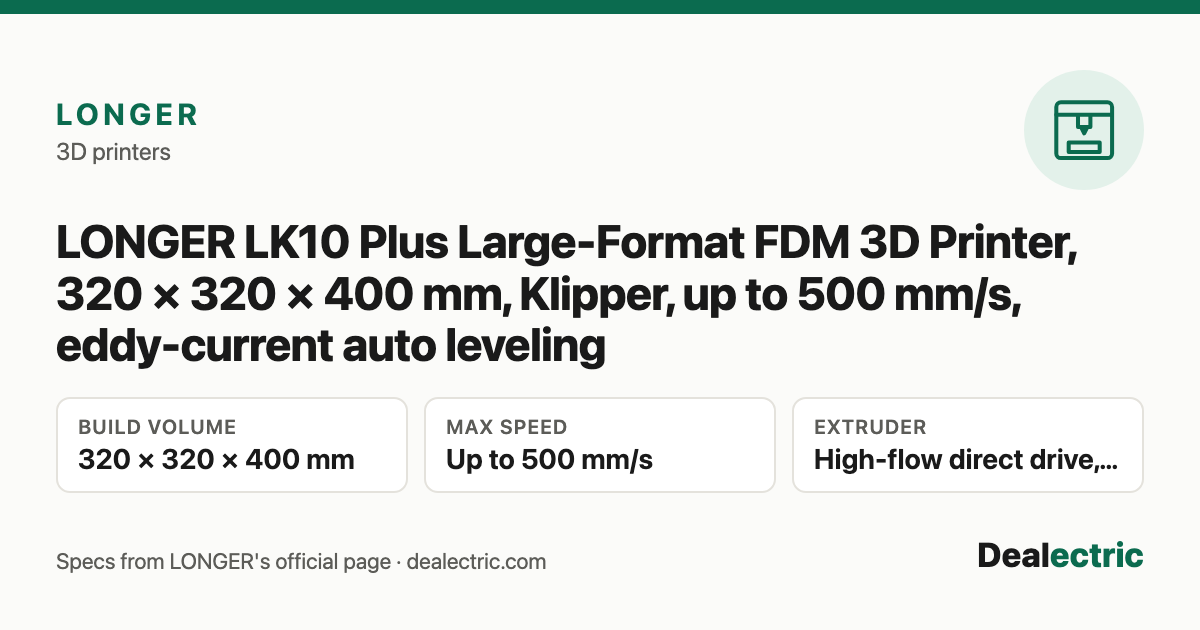 LONGER
3D printers
LONGER LK10 Plus Large-Format FDM 3D Printer,
320 × 320 × 400 mm, Klipper, up to 500 mm/s,
eddy-current auto leveling
BUILD VOLUME
320 × 320 × 400 mm
MAX SPEED
Up to 500 mm/s
EXTRUDER
High-flow direct drive,...
Specs from LONGER's official page · dealectric.com
Dealectric